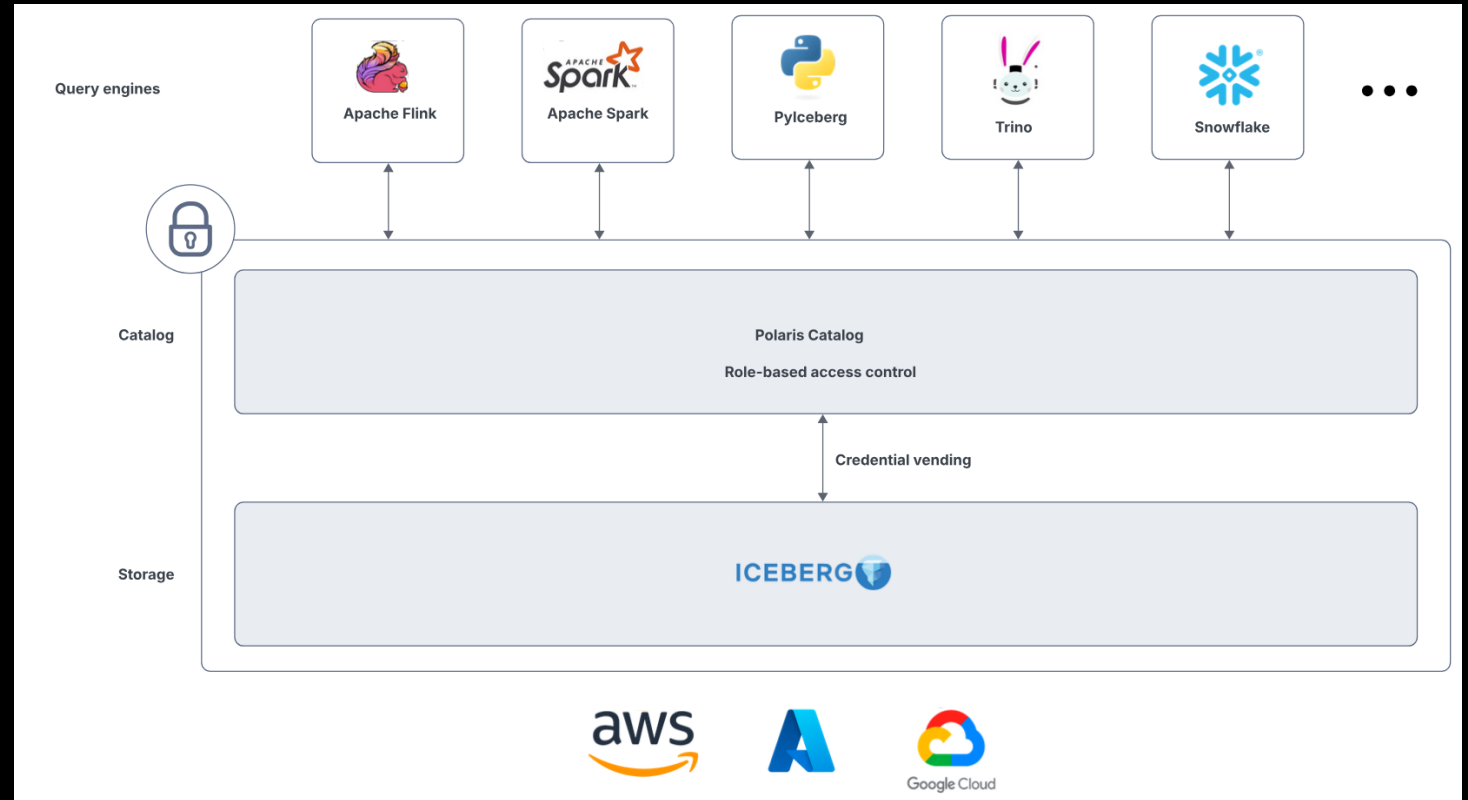 Query engines
APACHE
Spark
Apache Flink
Apache Spark
PyIceberg
Trino
Snowflake
Catalog
Polaris Catalog
Role-based access control
Credential vending
Storage
ICEBERG
aws
Google Cloud